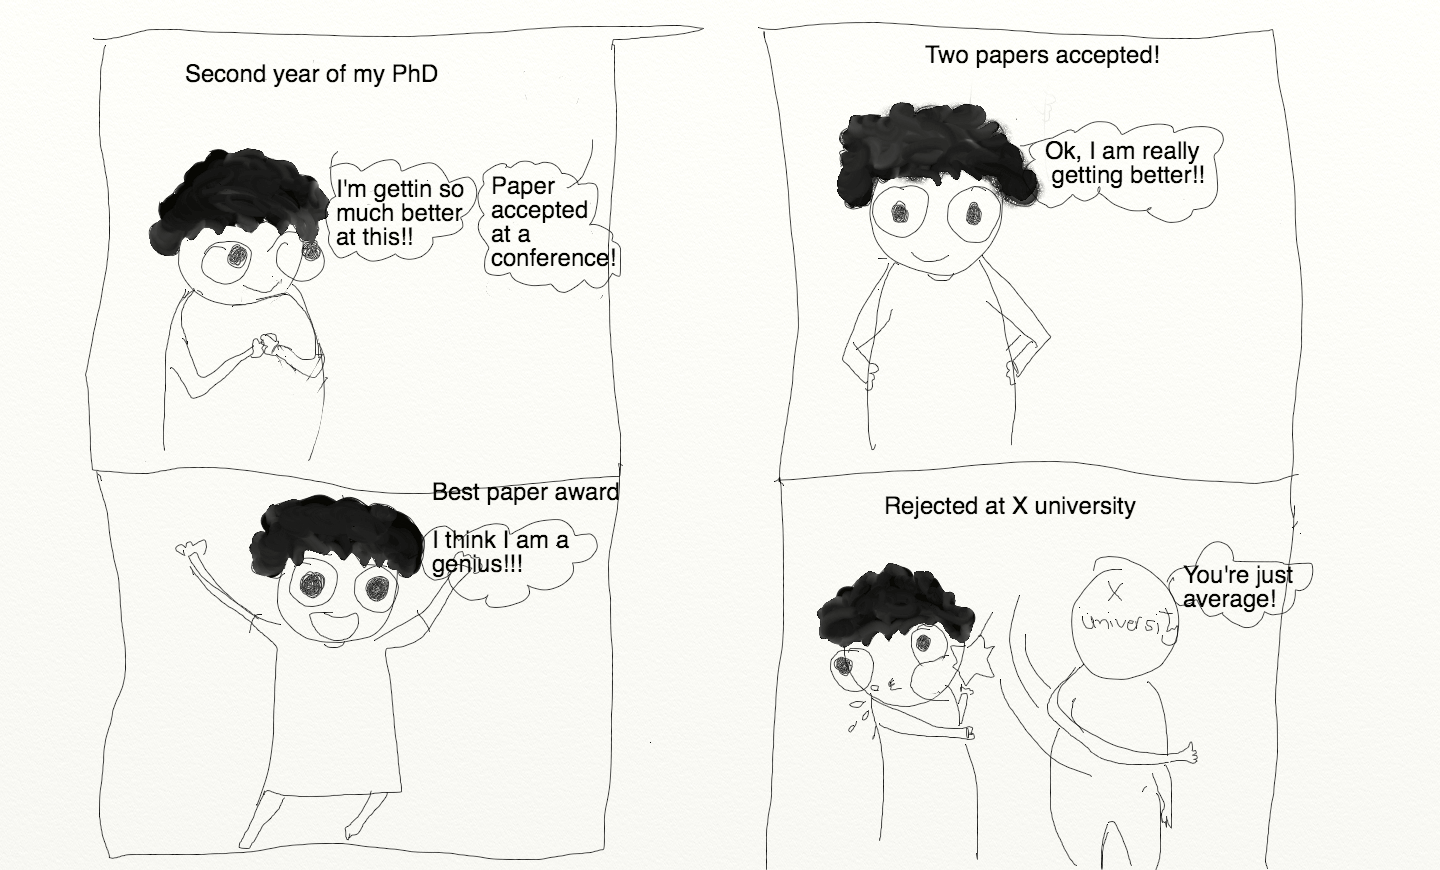 Second year of my PhD
I'm gettin so
much better
at this!!
Paper
accepted
at a
conference!
Two papers accepted!
Ok, I am really
getting better!!
Best paper award
I think I am a
genius!!!
Rejected at X university
X
university
You're just
average!